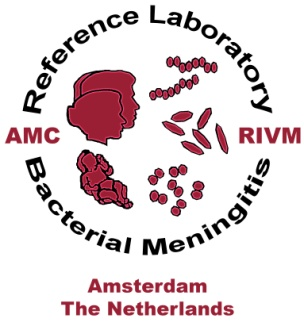 Reference Laboratory
AMC
RIVM
Bacterial Meningitis
Amsterdam
The Netherlands